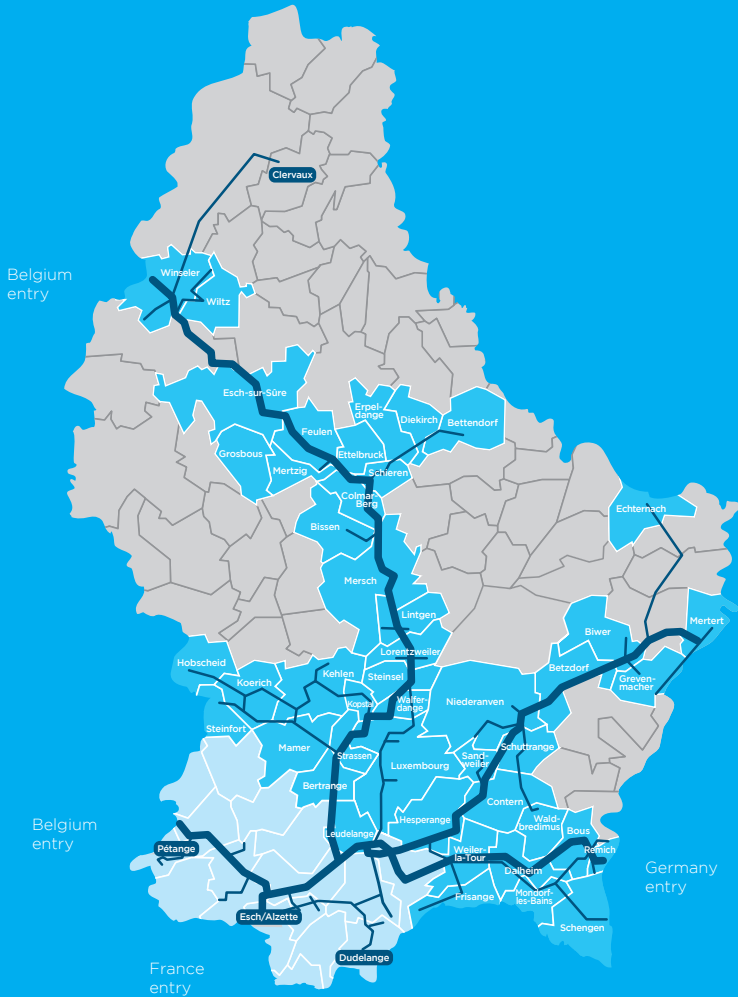 Clervaux
Belgium
entry
Winseler
Wiltz
Esch-sur-Sûre
Erpel-
dange
Diekirch
Bettendorf
Feulen
Grosbous
Ettelbruck
Mertzig
Schieren
Colmar-
Berg
Bissen
Echternach
Mersch
Lintgen
Mertert
Biwer
Lorentzweiler
Hobscheid
Betzdorf
Kehlen
Steinsel
Koerich
Greven-
macher
Kopstal
Walfer-
dange
Niederanven
Steinfort
Mamer
Strassen
Schuttrange
Sand-
weiler
Luxembourg
Bertrange
Contern
Hesperange
Wald-
bredimus
Belgium
entry
Leudelange
Bous
Pétange
Weiler-
la-Tour
Remich
Dalheim
Germany
entry
Frisange
Mondorf-
les-Bains
Esch/Alzette
Schengen
Dudelange
France
entry